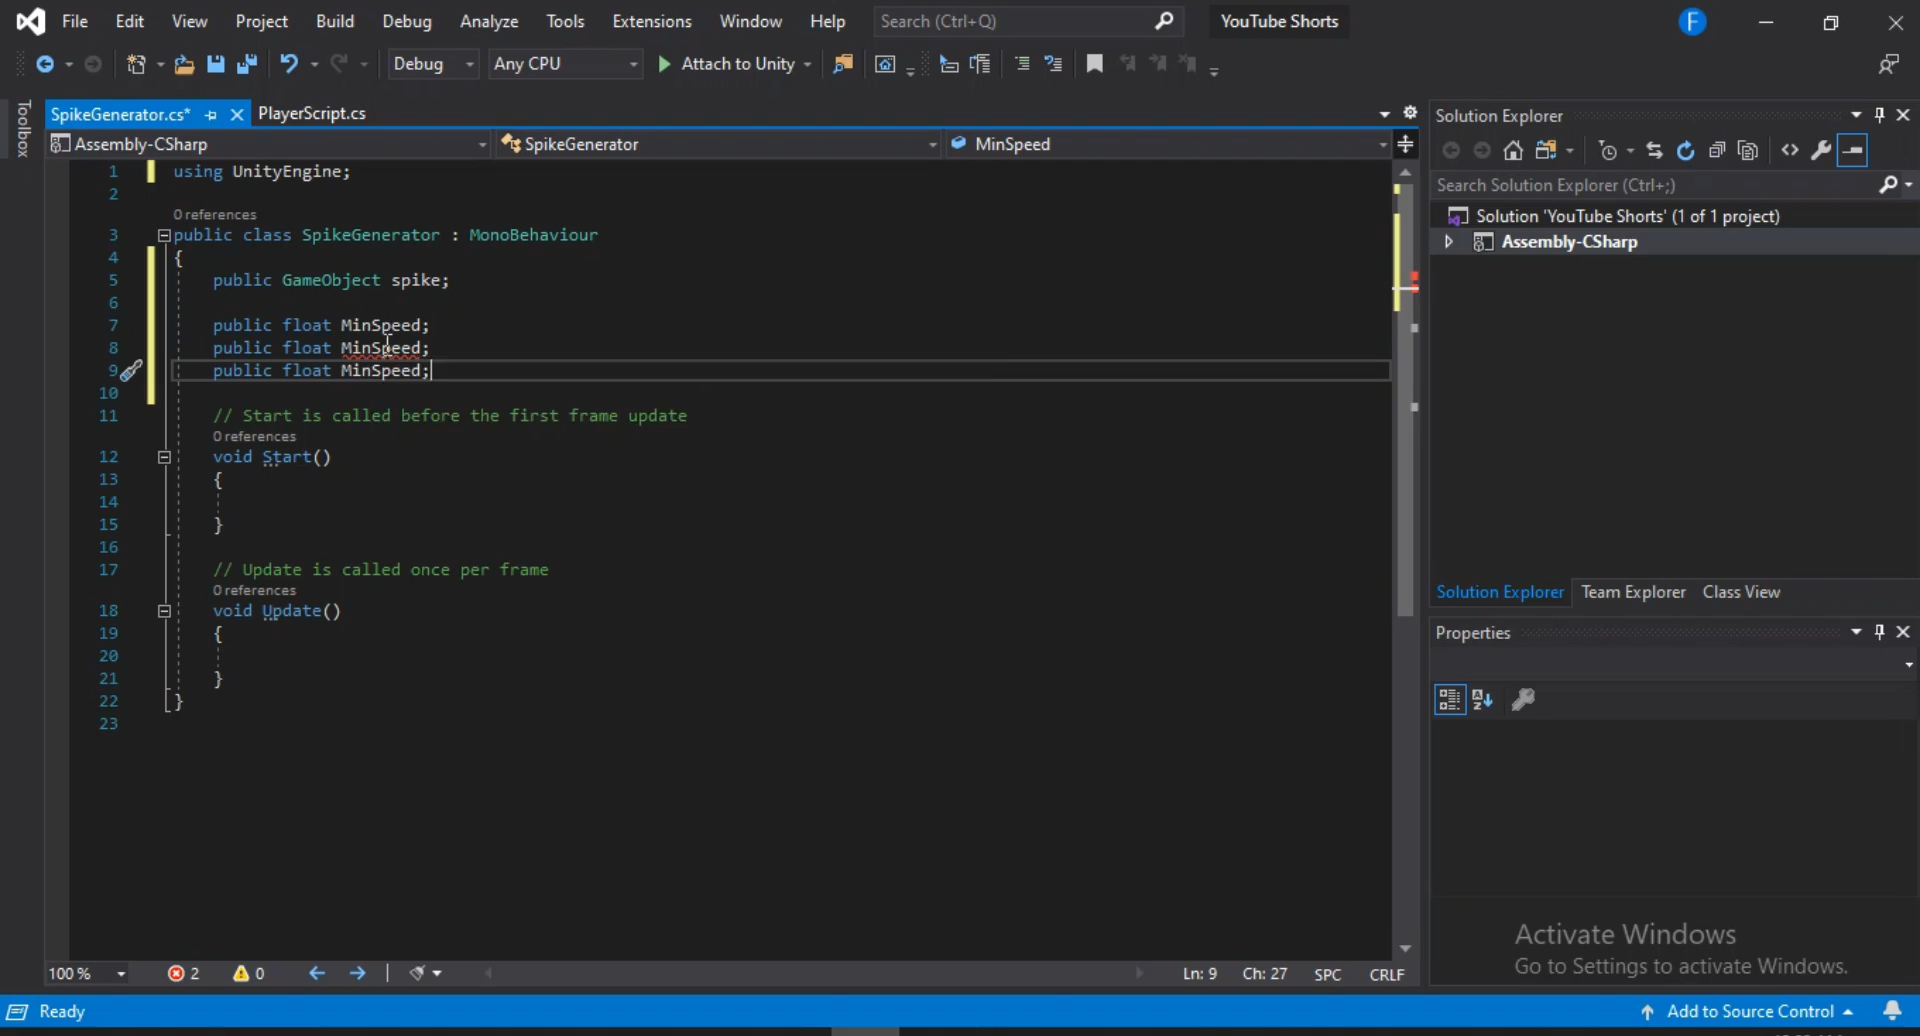 File Edit View Project Build Debug Analyze Tools Extensions Window Help Search (Ctrl+Q) YouTube Shorts F
Debug Any CPU Attach to Unity
Toolbox
SpikeGenerator.cs* PlayerScript.cs
Assembly-CSharp SpikeGenerator MinSpeed
1 using UnityEngine;
2
0 references
3 public class SpikeGenerator : MonoBehaviour
4 {
5 public GameObject spike;
6
7 public float MinSpeed;
8 public float MinSpeed;
9 public float MinSpeed;
10
11 // Start is called before the first frame update
0 references
12 void Start()
13 {
14
15 }
16
17 // Update is called once per frame
0 references
18 void Update()
19 {
20
21 }
22 }
23
100 % 2 0 Ln: 9 Ch: 27 SPC CRLF
Solution Explorer
Search Solution Explorer (Ctrl+;)
Solution 'YouTube Shorts' (1 of 1 project)
Assembly-CSharp
Solution Explorer Team Explorer Class View
Properties
Activate Windows
Go to Settings to activate Windows.
Ready Add to Source Control